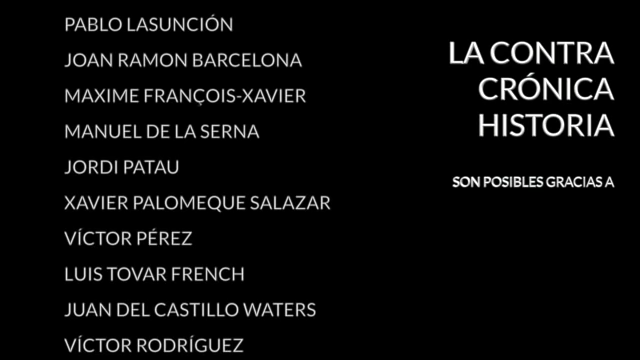 PABLO LASUNCIÓN
JOAN RAMON BARCELONA
MAXIME FRANÇOIS-XAVIER
MANUEL DE LA SERNA
JORDI PATAU
XAVIER PALOMEQUE SALAZAR
VÍCTOR PÉREZ
LUIS TOVAR FRENCH
JUAN DEL CASTILLO WATERS
VÍCTOR RODRÍGUEZ
LA CONTRA
CRÓNICA
HISTORIA
SON POSIBLES GRACIAS A